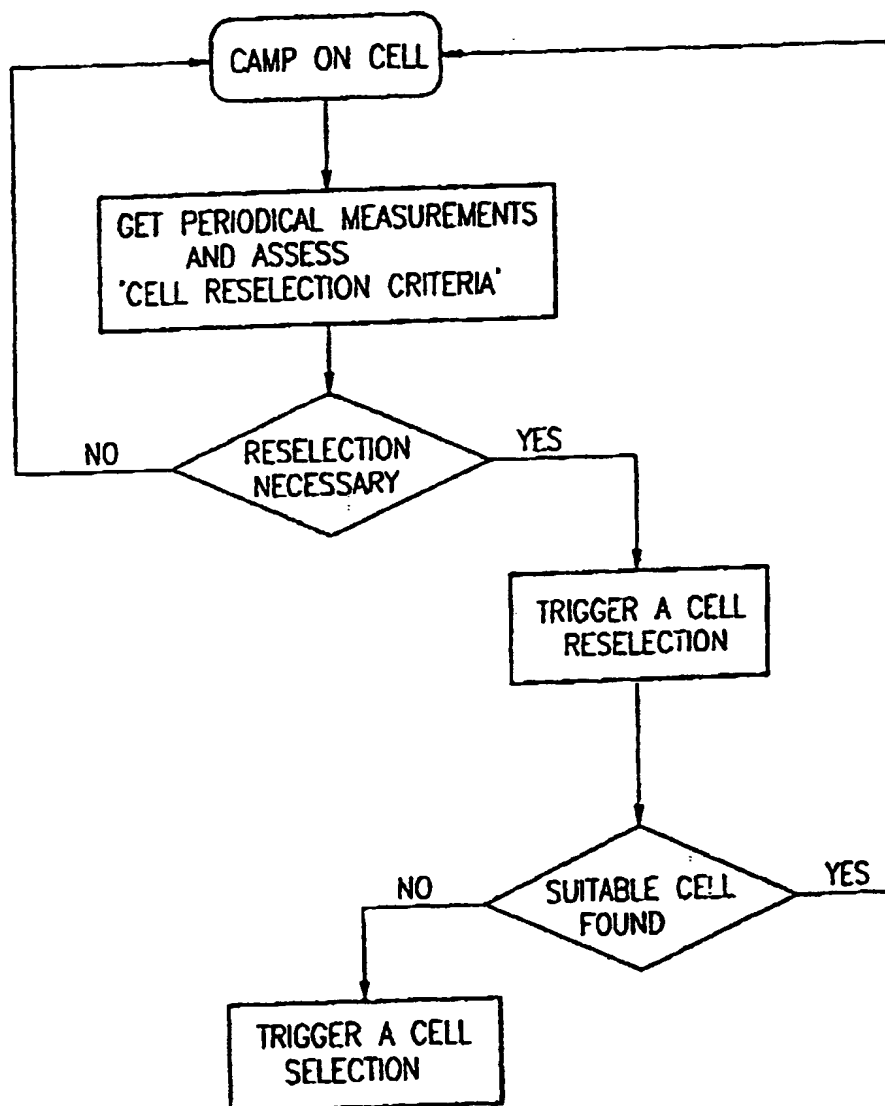 CAMP ON CELL
GET PERIODICAL MEASUREMENTS
AND ASSESS
'CELL RESELECTION CRITERIA'
NO
RESELECTION
NECESSARY
YES
TRIGGER A CELL
RESELECTION
NO
SUITABLE CELL
FOUND
YES
TRIGGER A CELL
SELECTION